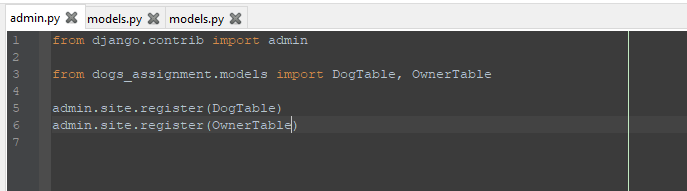 admin.py models.py models.py
1 from django.contrib import admin
2
3 from dogs_assignment.models import DogTable, OwnerTable
4
5 admin.site.register(DogTable)
6 admin.site.register(OwnerTable)
7